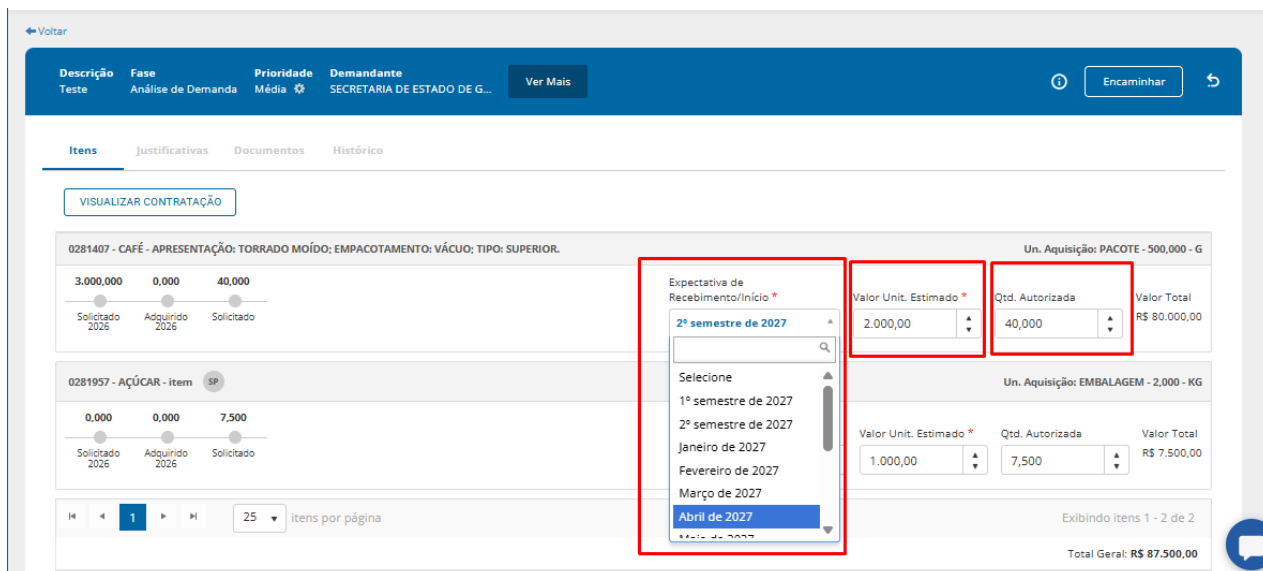 Voltar
Descrição Fase Prioridade Demandante
Teste Análise de Demanda Média SECRETARIA DE ESTADO DE G...
Ver Mais
Encaminhar
Itens Justificativas Documentos Histórico
VISUALIZAR CONTRATAÇÃO
0281407 - CAFÉ - APRESENTAÇÃO: TORRADO MOÍDO; EMPACOTAMENTO: VÁCUO; TIPO: SUPERIOR. Un. Aquisição: PACOTE - 500,000 - G
3.000,000 0,000 40,000
Solicitado 2026 Adquirido 2026 Solicitado
Expectativa de
Recebimento/Início *
2º semestre de 2027
Valor Unit. Estimado *
2.000,00
Qtd. Autorizada
40,000
Valor Total
R$ 80.000,00
Selecione
1º semestre de 2027
2º semestre de 2027
Janeiro de 2027
Fevereiro de 2027
Março de 2027
Abril de 2027
Maio de 2027
0281957 - AÇÚCAR - item SP Un. Aquisição: EMBALAGEM - 2,000 - KG
0,000 0,000 7,500
Solicitado 2026 Adquirido 2026 Solicitado
Valor Unit. Estimado * Qtd. Autorizada Valor Total
1.000,00 7,500 R$ 7.500,00
1 25 itens por página Exibindo itens 1 - 2 de 2
Total Geral: R$ 87.500,00